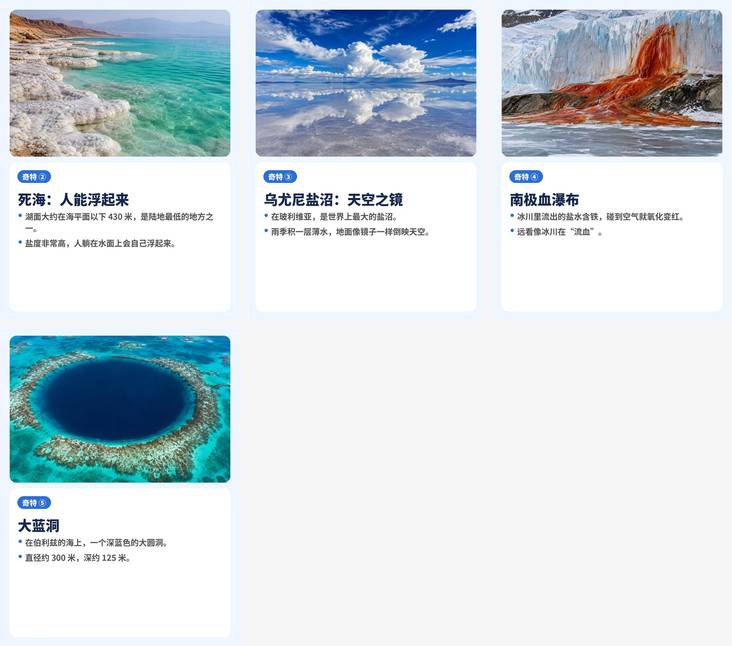 奇特 ②
死海：人能浮起来
• 湖面大约在海平面以下 430 米，是陆地最低的地方之
一。
• 盐度非常高，人躺在水面上会自己浮起来。
奇特 ③
乌尤尼盐沼：天空之镜
• 在玻利维亚，是世界上最大的盐沼。
• 雨季积一层薄水，地面像镜子一样倒映天空。
奇特 ④
南极血瀑布
• 冰川里流出的盐水含铁，碰到空气就氧化变红。
• 远看像冰川在“流血”。
奇特 ⑤
大蓝洞
• 在伯利兹的海上，一个深蓝色的大圆洞。
• 直径约 300 米，深约 125 米。